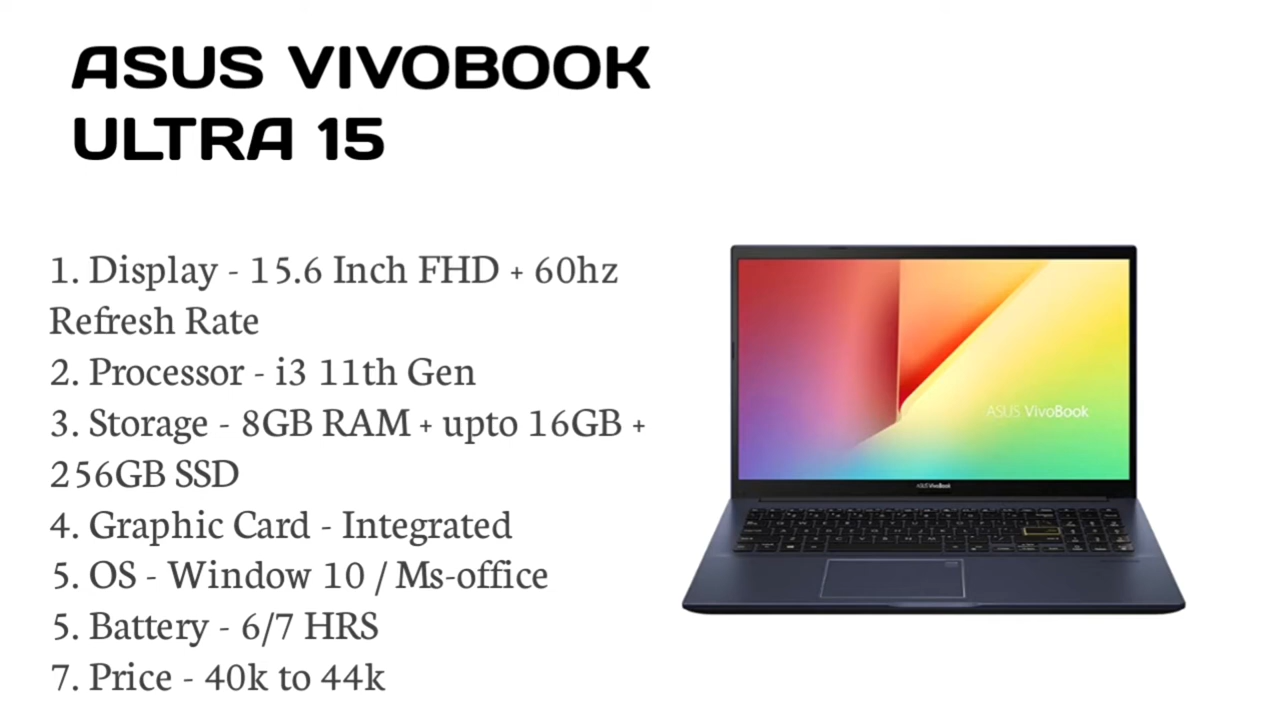 ASUS VIVOBOOK
ULTRA 15
1. Display - 15.6 Inch FHD + 60hz
Refresh Rate
2. Processor - i3 11th Gen
3. Storage - 8GB RAM + upto 16GB +
256GB SSD
4. Graphic Card - Integrated
5. OS - Window 10 / Ms-office
5. Battery - 6/7 HRS
7. Price - 40k to 44k
ASUS VivoBook
ASUS VivoBook